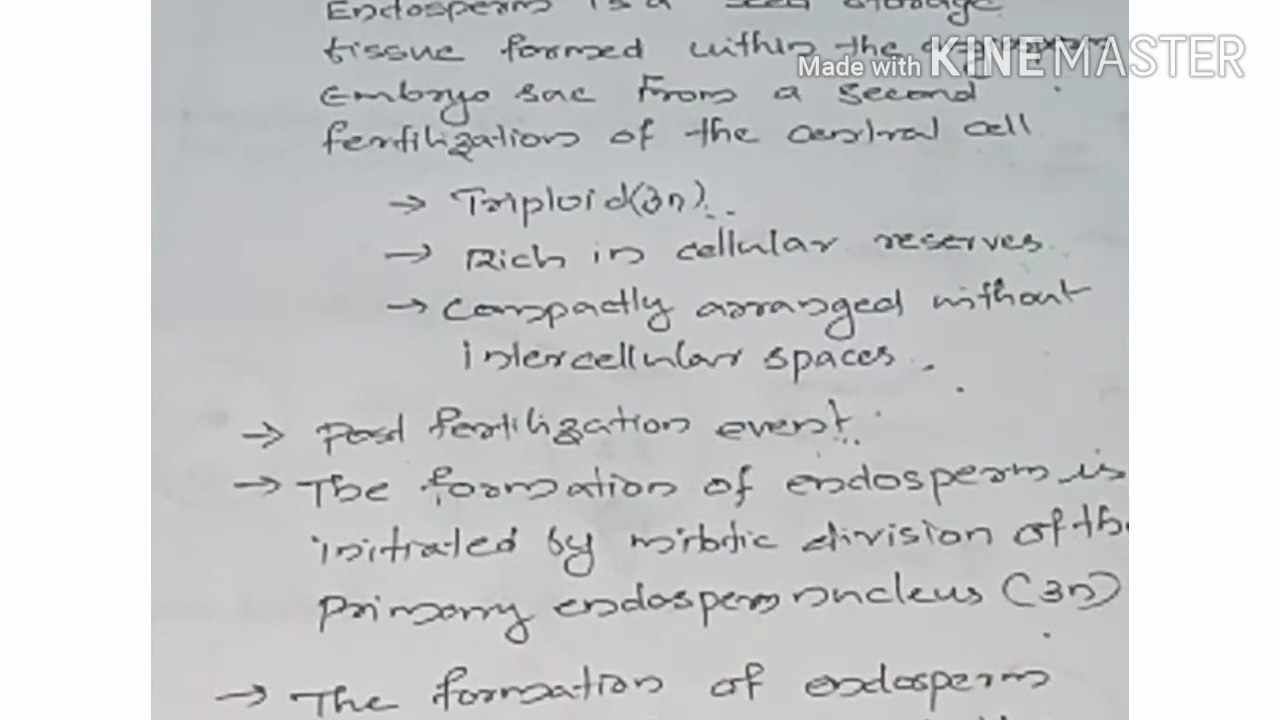 Endosperm is a seed storage
tissue formed within the
Made with KINEMASTER
Embryo sac from a second
fertilization of the central cell
→ Triploid(3n).
→ Rich in cellular reserves
→ Compactly arranged without
intercellular spaces.
→ Post fertilization event.
→ The formation of endosperm is
initiated by mitotic division of the
Primary endosperm nucleus (3n)
→ The formation of endosperm